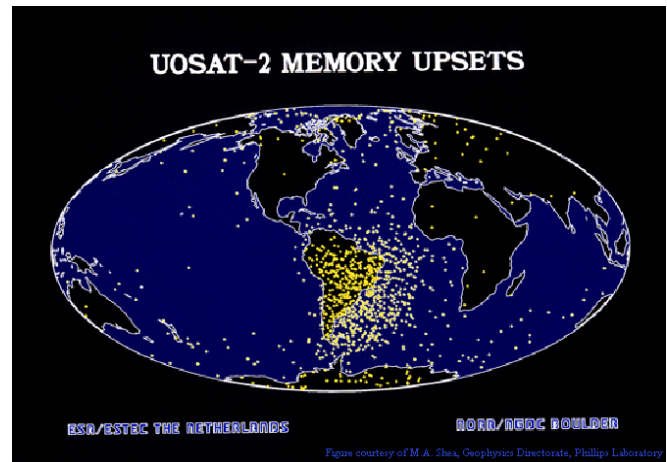 UOSAT-2 MEMORY UPSETS
ESA/ESTEC THE NETHERLANDS
NOAA/NGDC BOULDER
Figure courtesy of M.A. Shea, Geophysics Directorate, Phillips Laboratory